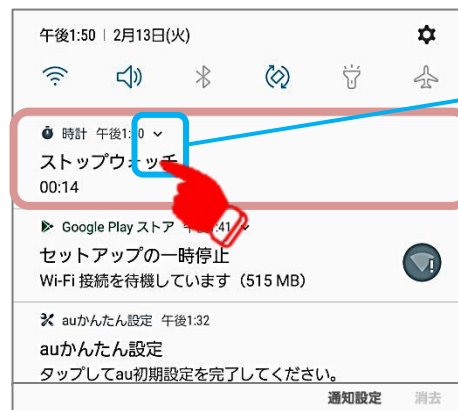 午後1:50 | 2月13日(火)
時計 午後1:50
ストップウォッチ
00:14
Google Play ストア
セットアップの一時停止
Wi-Fi 接続を待機しています（515 MB）
auかんたん設定 午後1:32
auかんたん設定
タップしてau初期設定を完了してください。
通知設定 消去